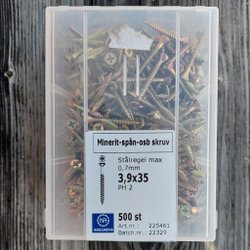 Minerit-spån-osb skruv
Stålregel max
0,7mm
3,9x35
PH 2
500 st
Art.nr.: 225461
Batch.nr.: 22329